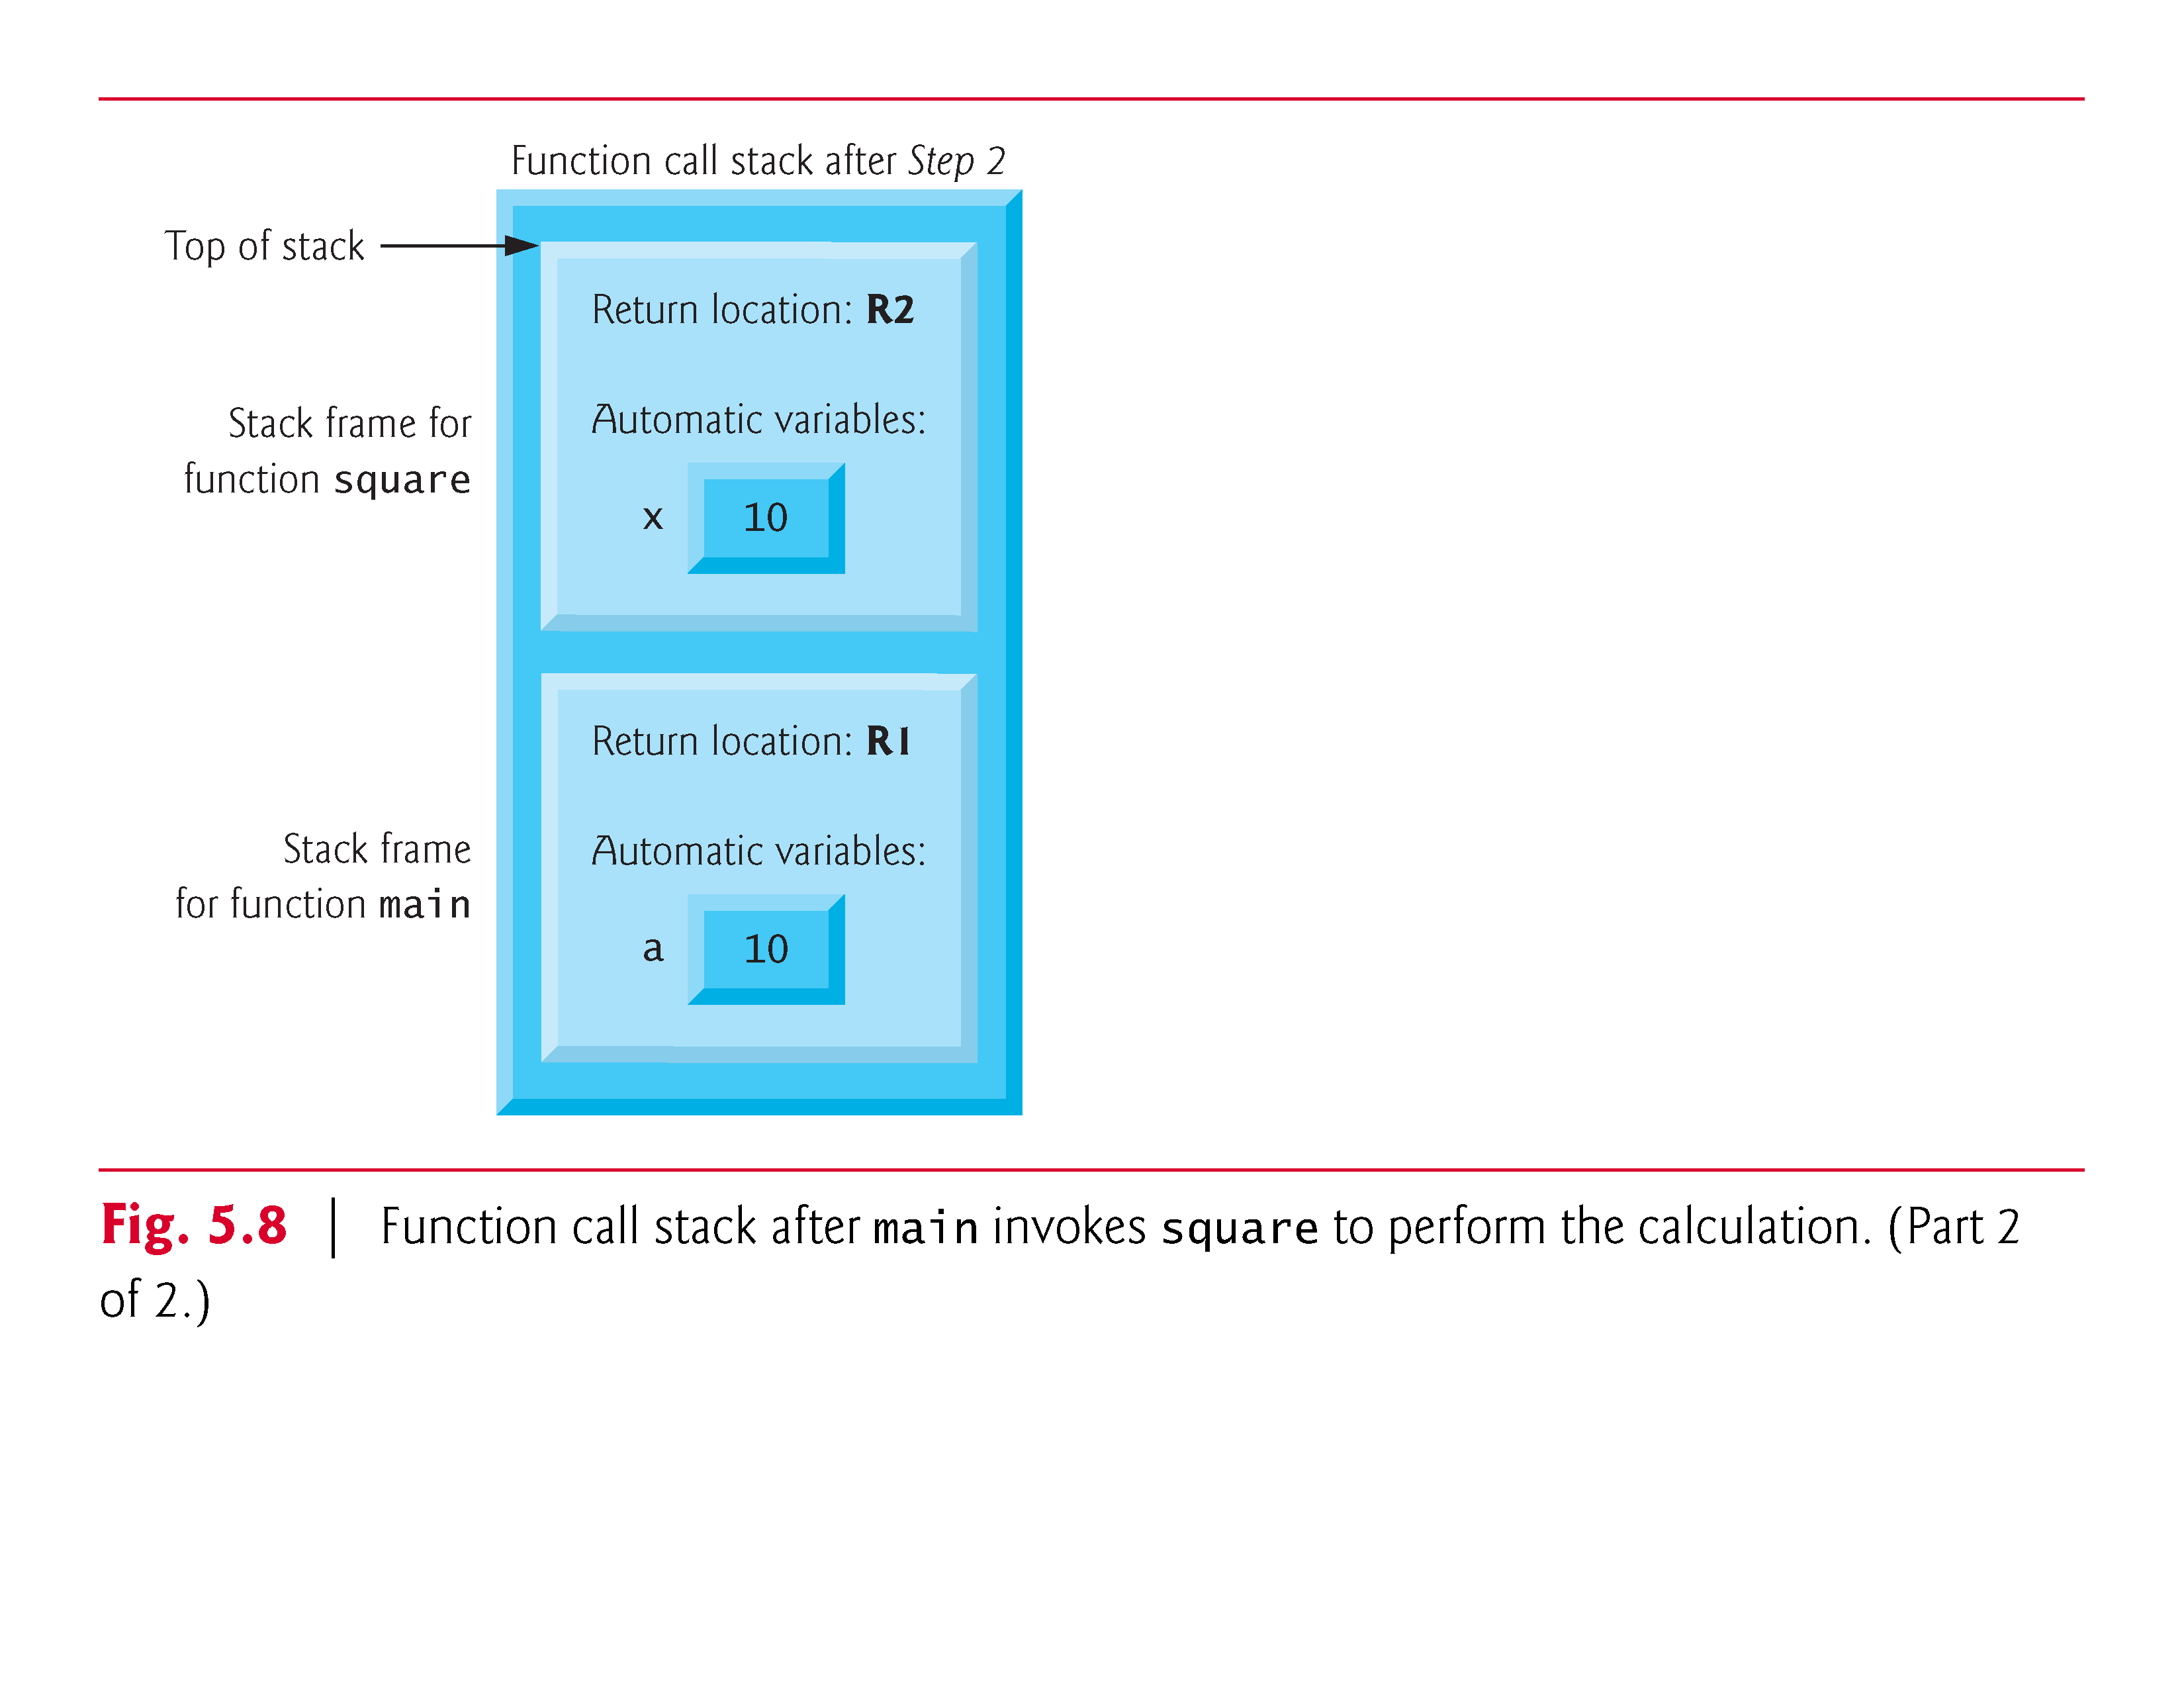 Function call stack after Step 2
Top of stack
Return location: R2
Stack frame for
function square
Automatic variables:
x 10
Return location: R1
Stack frame
for function main
Automatic variables:
a 10
Fig. 5.8 | Function call stack after main invokes square to perform the calculation. (Part 2
of 2.)